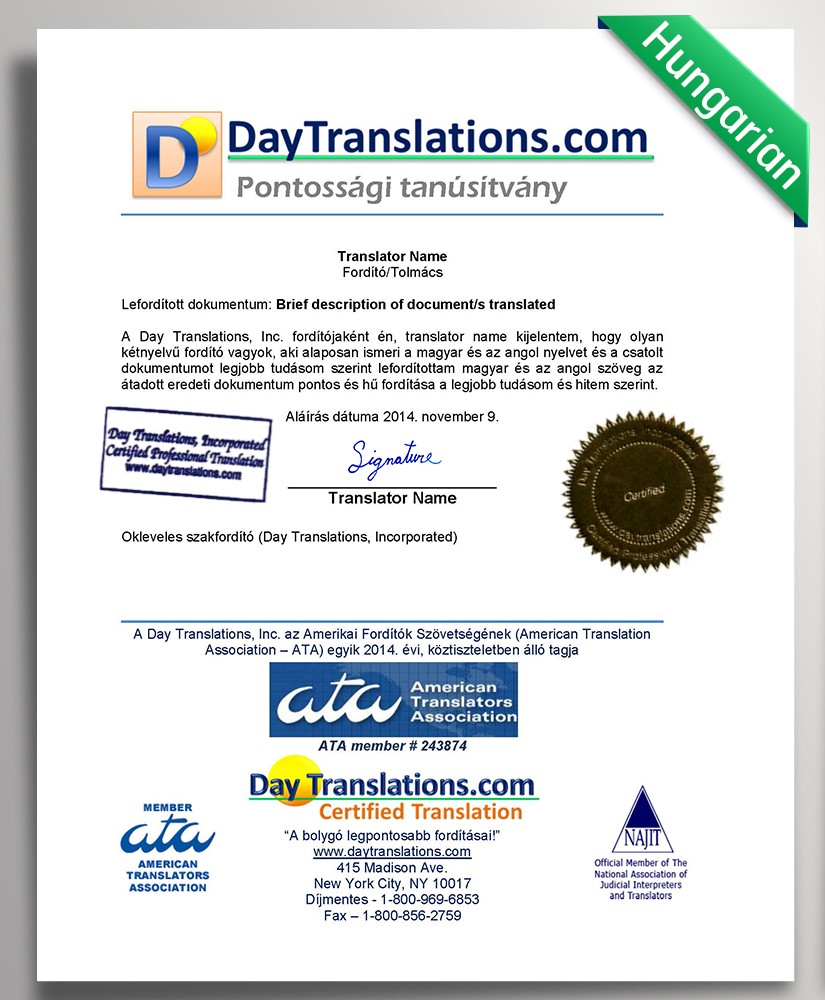 Hungarian
D DayTranslations.com
Pontossági tanúsítvány
Translator Name
Fordító/Tolmács
Lefordított dokumentum: Brief description of document/s translated
A Day Translations, Inc. fordítójaként én, translator name kijelentem, hogy olyan
kétnyelvű fordító vagyok, aki alaposan ismeri a magyar és az angol nyelvet és a csatolt
dokumentumot legjobb tudásom szerint lefordítottam magyar és az angol szöveg az
átadott eredeti dokumentum pontos és hű fordítása a legjobb tudásom és hitem szerint.
Aláírás dátuma 2014. november 9.
Day Translations, Incorporated
Certified Professional Translation
www.daytranslations.com
Signature
Translator Name
Day Translations Incorporated
Certified
www.daytranslations.com
Certified Professional Translation
Okleveles szakfordító (Day Translations, Incorporated)
A Day Translations, Inc. az Amerikai Fordítók Szövetségének (American Translation
Association – ATA) egyik 2014. évi, köztiszteletben álló tagja
ata American
Translators
Association
ATA member # 243874
Day Translations.com
Certified Translation
“A bolygó legpontosabb fordításai!”
www.daytranslations.com
415 Madison Ave.
New York City, NY 10017
Díjmentes - 1-800-969-6853
Fax – 1-800-856-2759
MEMBER
ata
AMERICAN
TRANSLATORS
ASSOCIATION
NAJIT
Official Member of The
National Association of
Judicial Interpreters
and Translators